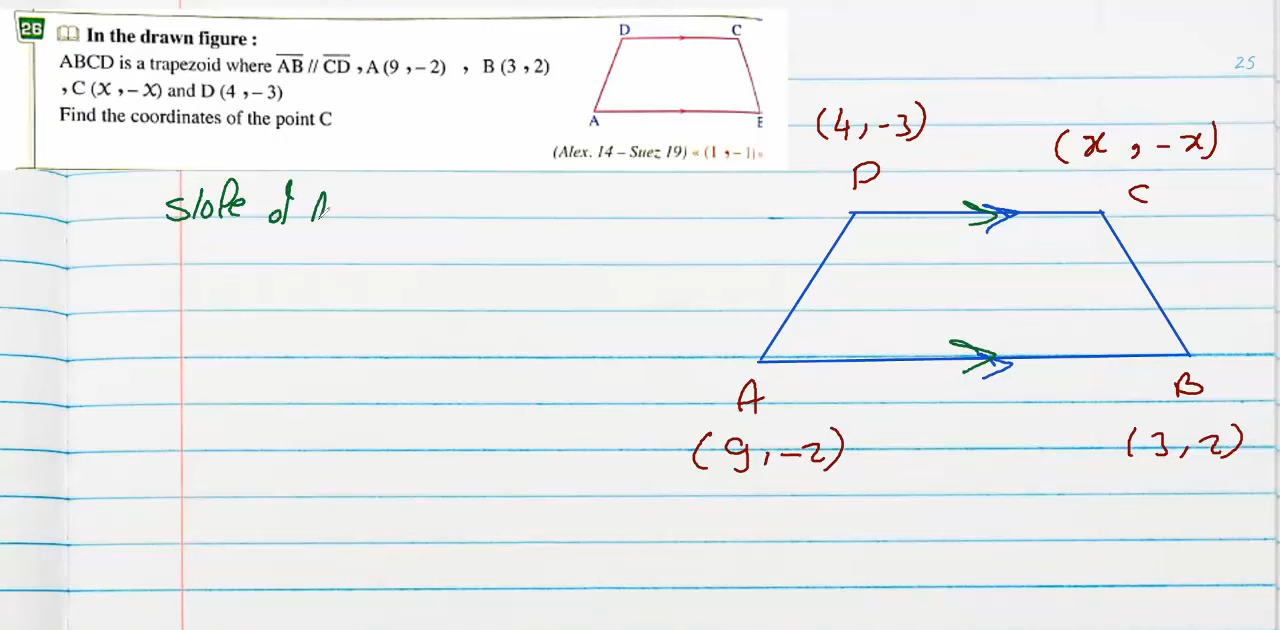 26 In the drawn figure :
ABCD is a trapezoid where AB // CD , A (9 , – 2) , B (3 , 2)
, C (X , – X) and D (4 , – 3)
Find the coordinates of the point C
(Alex. 14 – Suez 19) « (1 , – 1) »
D C
A B
25
(4, -3)
(x, -x)
D
C
slope of
A
B
(9, -2)
(3, 2)